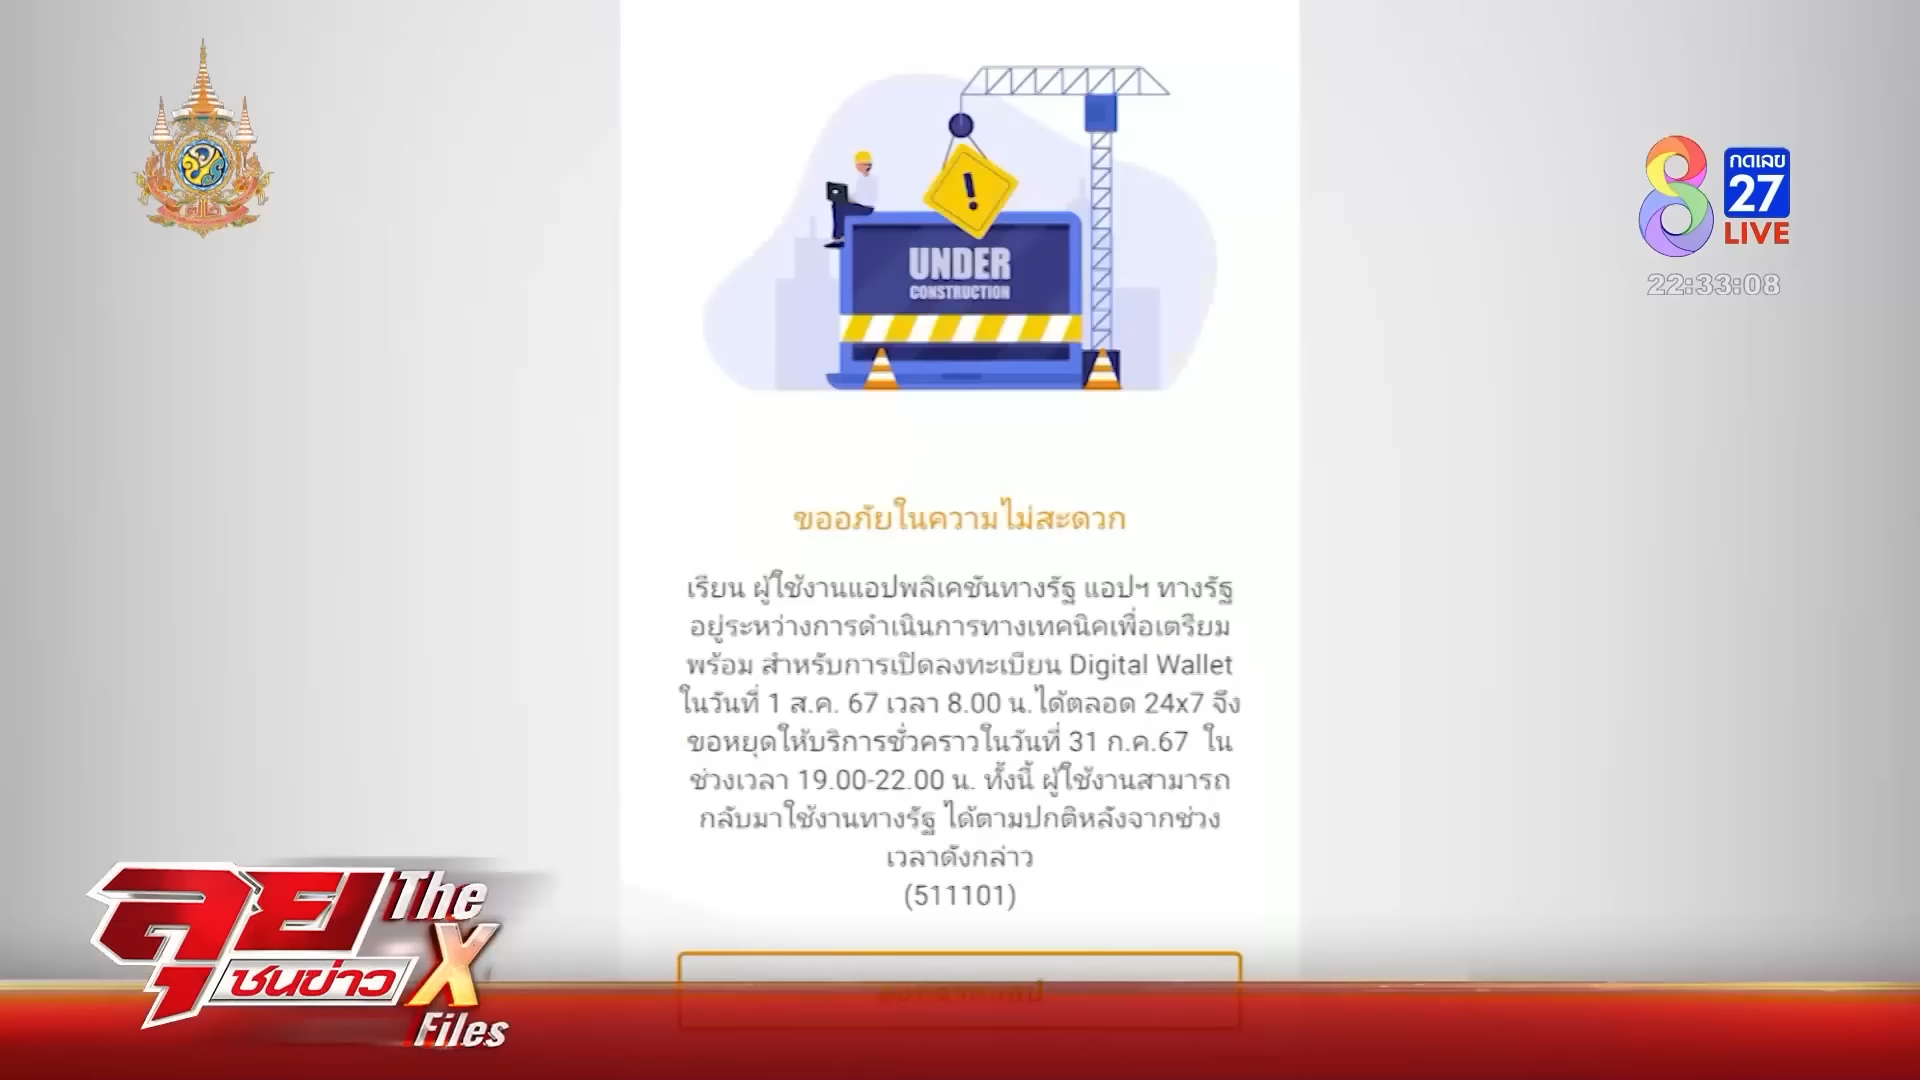 กดเลข
27
LIVE
22:33:08
UNDER
CONSTRUCTION
ขออภัยในความไม่สะดวก
เรียน ผู้ใช้งานแอปพลิเคชันทางรัฐ แอปฯ ทางรัฐ
อยู่ระหว่างการดำเนินการทางเทคนิคเพื่อเตรียม
พร้อม สำหรับการเปิดลงทะเบียน Digital Wallet
ในวันที่ 1 ส.ค. 67 เวลา 8.00 น.ได้ตลอด 24x7 จึง
ขอหยุดให้บริการชั่วคราวในวันที่ 31 ก.ค.67 ใน
ช่วงเวลา 19.00-22.00 น. ทั้งนี้ ผู้ใช้งานสามารถ
กลับมาใช้งานทางรัฐ ได้ตามปกติหลังจากช่วง
เวลาดังกล่าว
(511101)
ลุย
ชนข่าว
The
X
Files